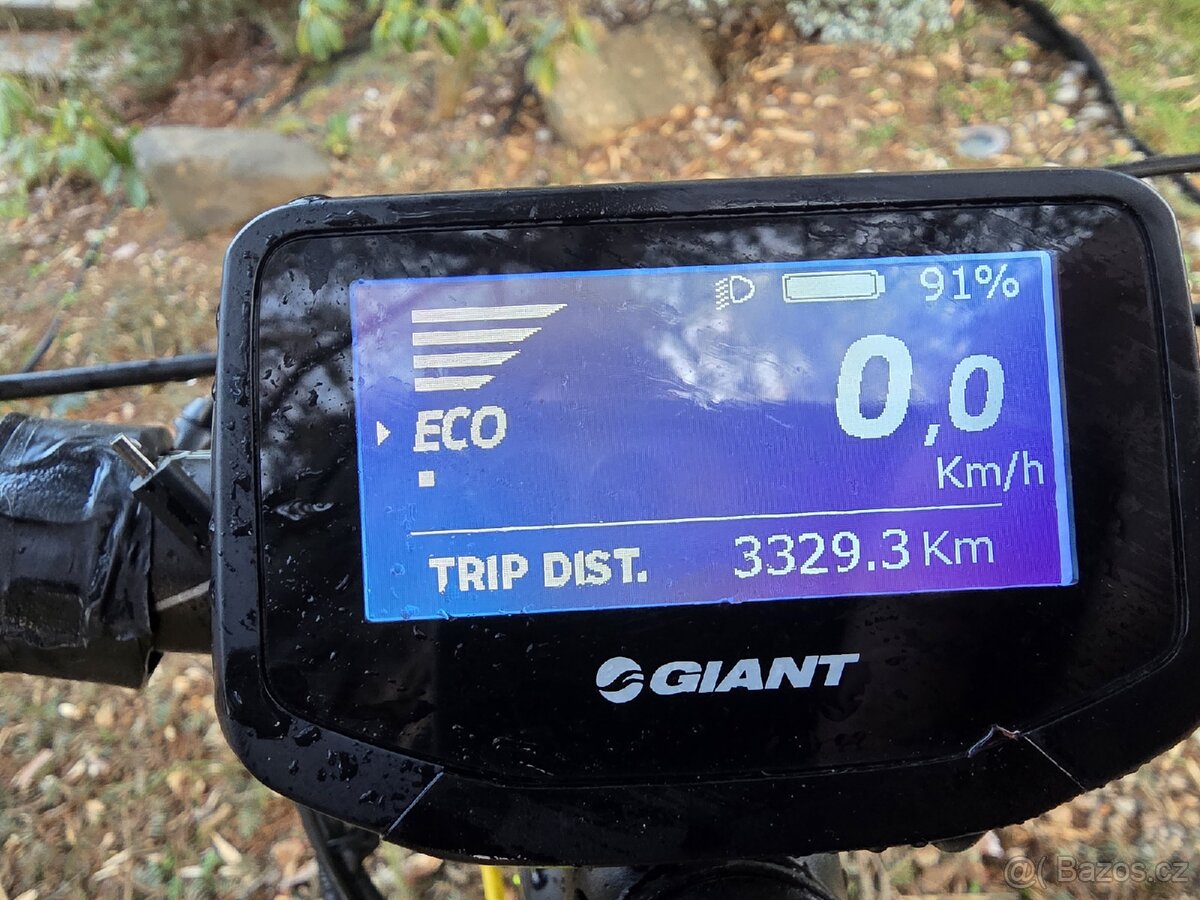 91%
ECO
0,0
Km/h
TRIP DIST. 3329.3 Km
GIANT
@( Bazos.cz